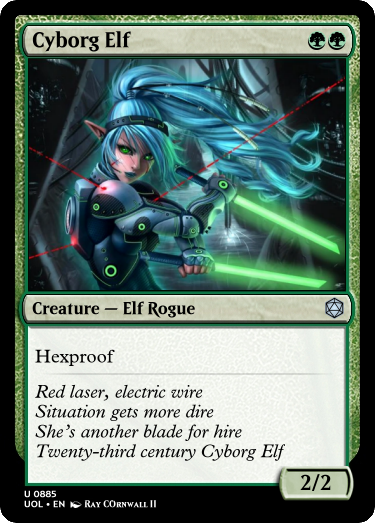 Cyborg Elf
Creature — Elf Rogue
Hexproof
Red laser, electric wire
Situation gets more dire
She's another blade for hire
Twenty-third century Cyborg Elf
2/2
U 0885
UOL • EN Ray COrnwall II